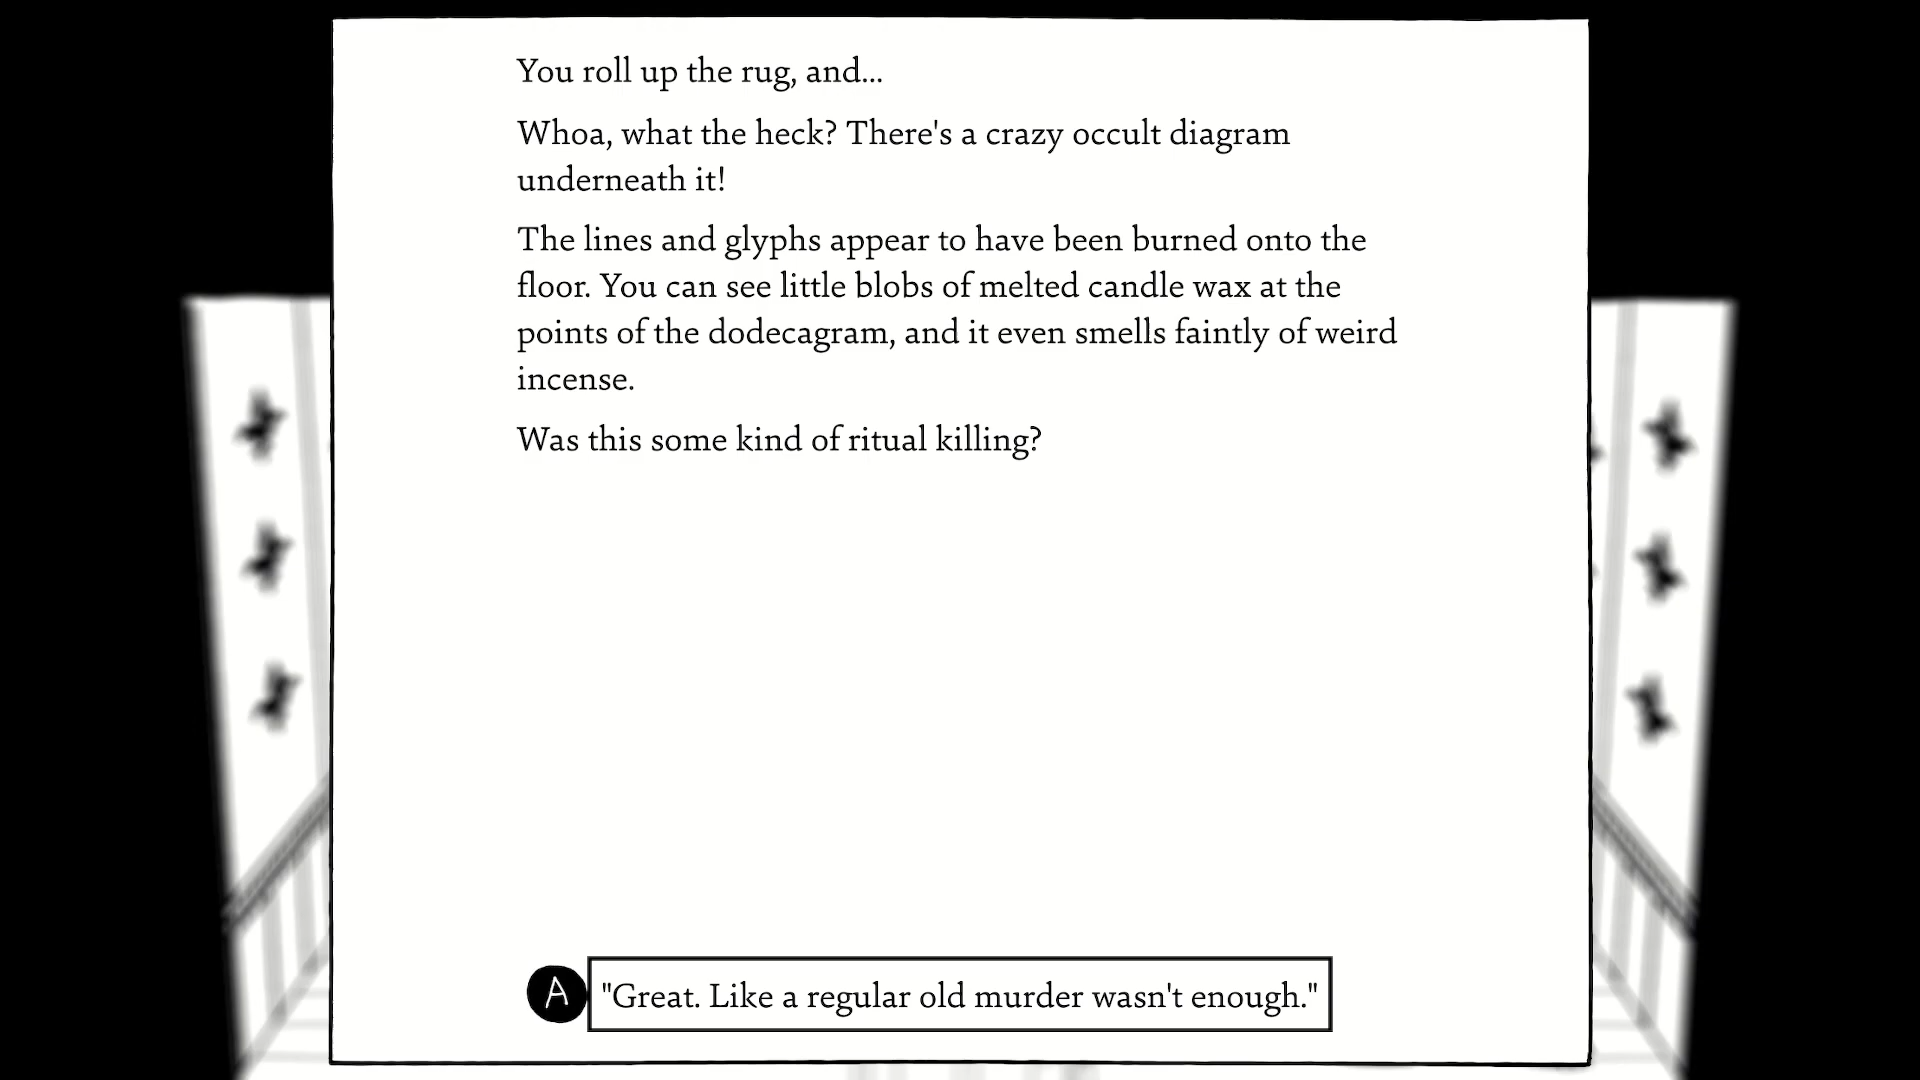 You roll up the rug, and...
Whoa, what the heck? There's a crazy occult diagram
underneath it!
The lines and glyphs appear to have been burned onto the
floor. You can see little blobs of melted candle wax at the
points of the dodecagram, and it even smells faintly of weird
incense.
Was this some kind of ritual killing?
A "Great. Like a regular old murder wasn't enough."